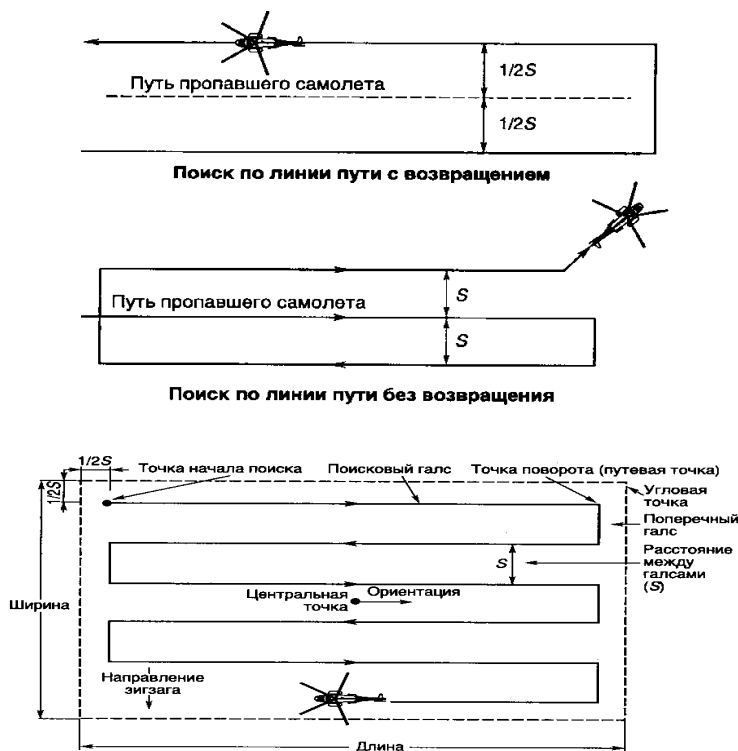 1/2S
Путь пропавшего самолета
1/2S
Поиск по линии пути с возвращением
S
Путь пропавшего самолета
S
Поиск по линии пути без возвращения
1/2S
Точка начала поиска
Поисковый галс
Точка поворота (путевая точка)
1/2S
Угловая
точка
Поперечный
галс
S
Расстояние
между
галсами
(S)
Ширина
Центральная
точка
Ориентация
Направление
зигзага
Длина